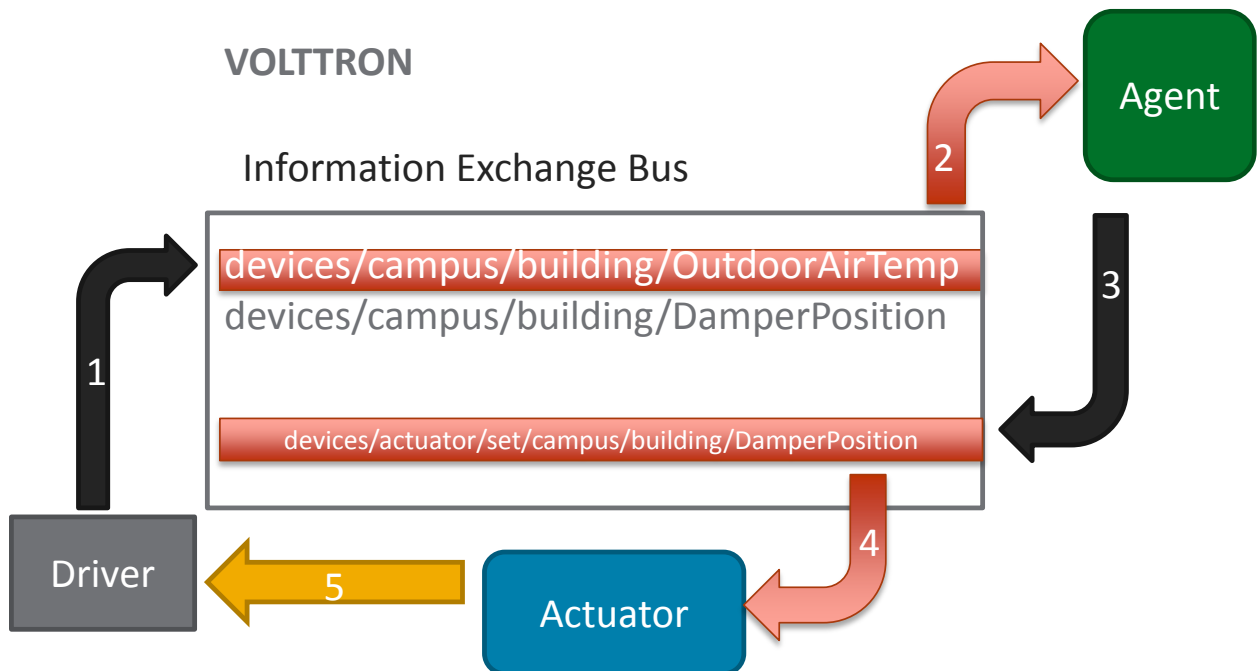 VOLTTRON
Agent
2
Information Exchange Bus
devices/campus/building/OutdoorAirTemp
3
devices/campus/building/DamperPosition
1
devices/actuator/set/campus/building/DamperPosition
4
Driver
5
Actuator